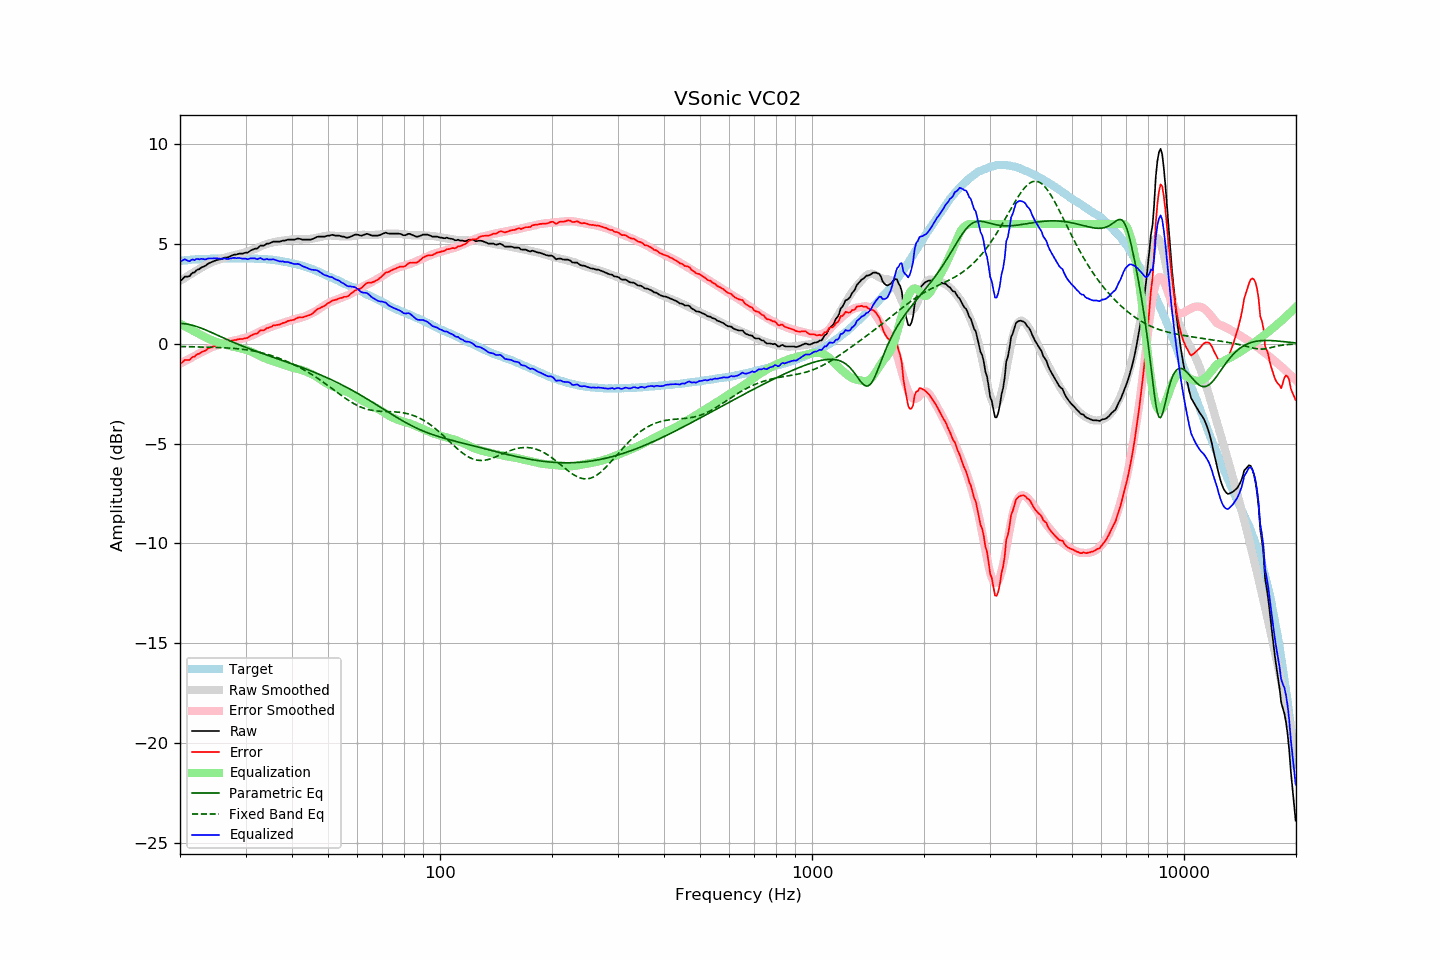 VSonic VC02
10
5
0
−5
−10
−15
−20
−25
Amplitude (dBr)
Target
Raw Smoothed
Error Smoothed
Raw
Error
Equalization
Parametric Eq
Fixed Band Eq
Equalized
100
1000
10000
Frequency (Hz)